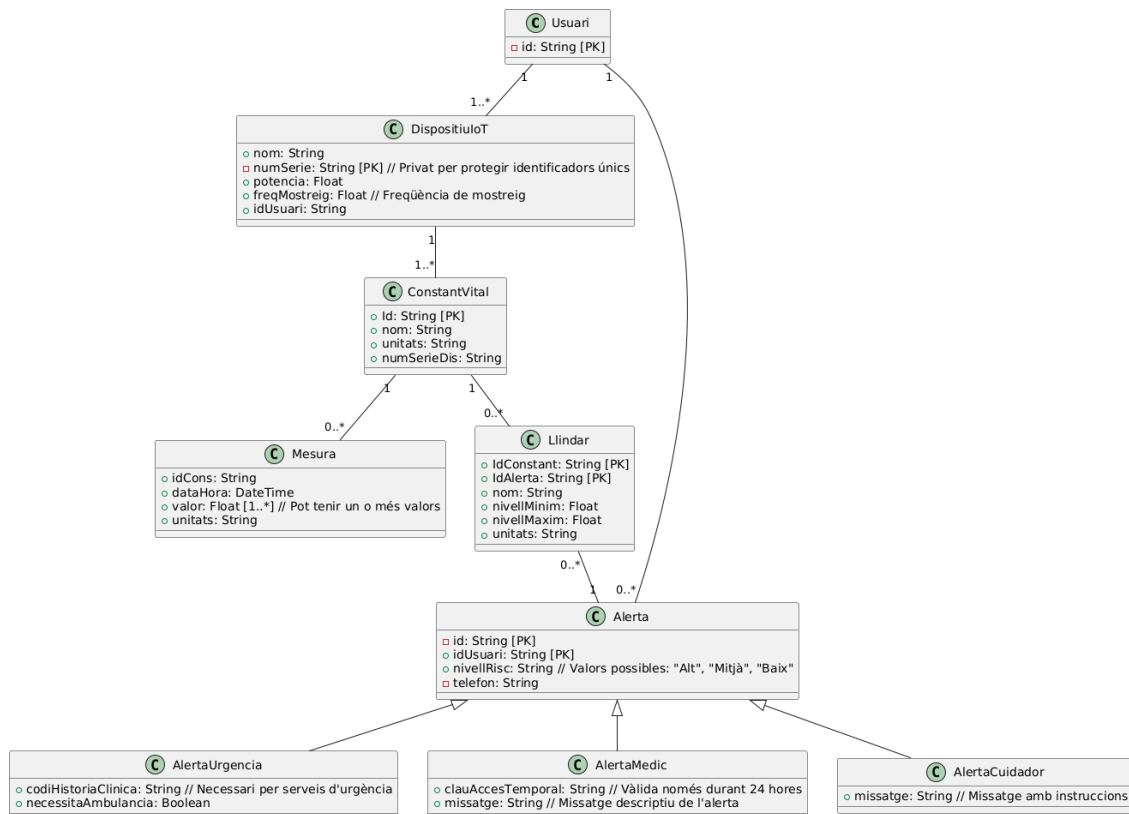 C Usuari
id: String [PK]
1
1
1..*
C DispositiuIoT
nom: String
numSerie: String [PK] // Privat per protegir identificadors únics
potencia: Float
freqMostreig: Float // Freqüència de mostreig
idUsuari: String
1
1..*
C ConstantVital
Id: String [PK]
nom: String
unitats: String
numSerieDis: String
1
1
0..*
0..*
C Mesura
idCons: String
dataHora: DateTime
valor: Float [1..*] // Pot tenir un o més valors
unitats: String
C Llindar
IdConstant: String [PK]
IdAlerta: String [PK]
nom: String
nivellMinim: Float
nivellMaxim: Float
unitats: String
0..*
1
0..*
C Alerta
id: String [PK]
idUsuari: String [PK]
nivellRisc: String // Valors possibles: "Alt", "Mitjà", "Baix"
telefon: String
C AlertaUrgencia
codiHistoriaClinica: String // Necessari per serveis d'urgència
necessitaAmbulancia: Boolean
C AlertaMedic
clauAccesTemporal: String // Vàlida només durant 24 hores
missatge: String // Missatge descriptiu de l'alerta
C AlertaCuidador
missatge: String // Missatge amb instruccions